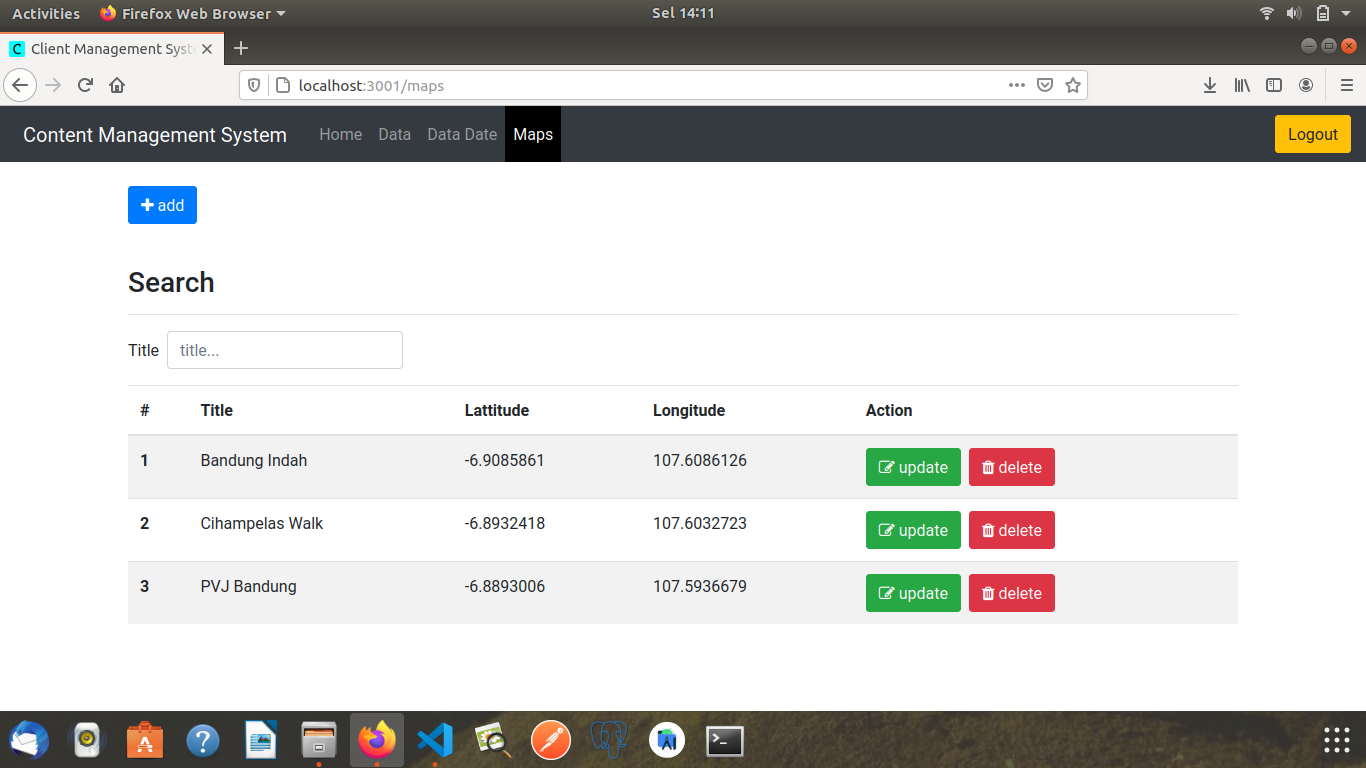 Activities Firefox Web Browser Sel 14:11
C Client Management Syst
localhost:3001/maps
Content Management System Home Data Data Date Maps Logout
add
Search
Title title...
# Title Lattitude Longitude Action
1 Bandung Indah -6.9085861 107.6086126 update delete
2 Cihampelas Walk -6.8932418 107.6032723 update delete
3 PVJ Bandung -6.8893006 107.5936679 update delete